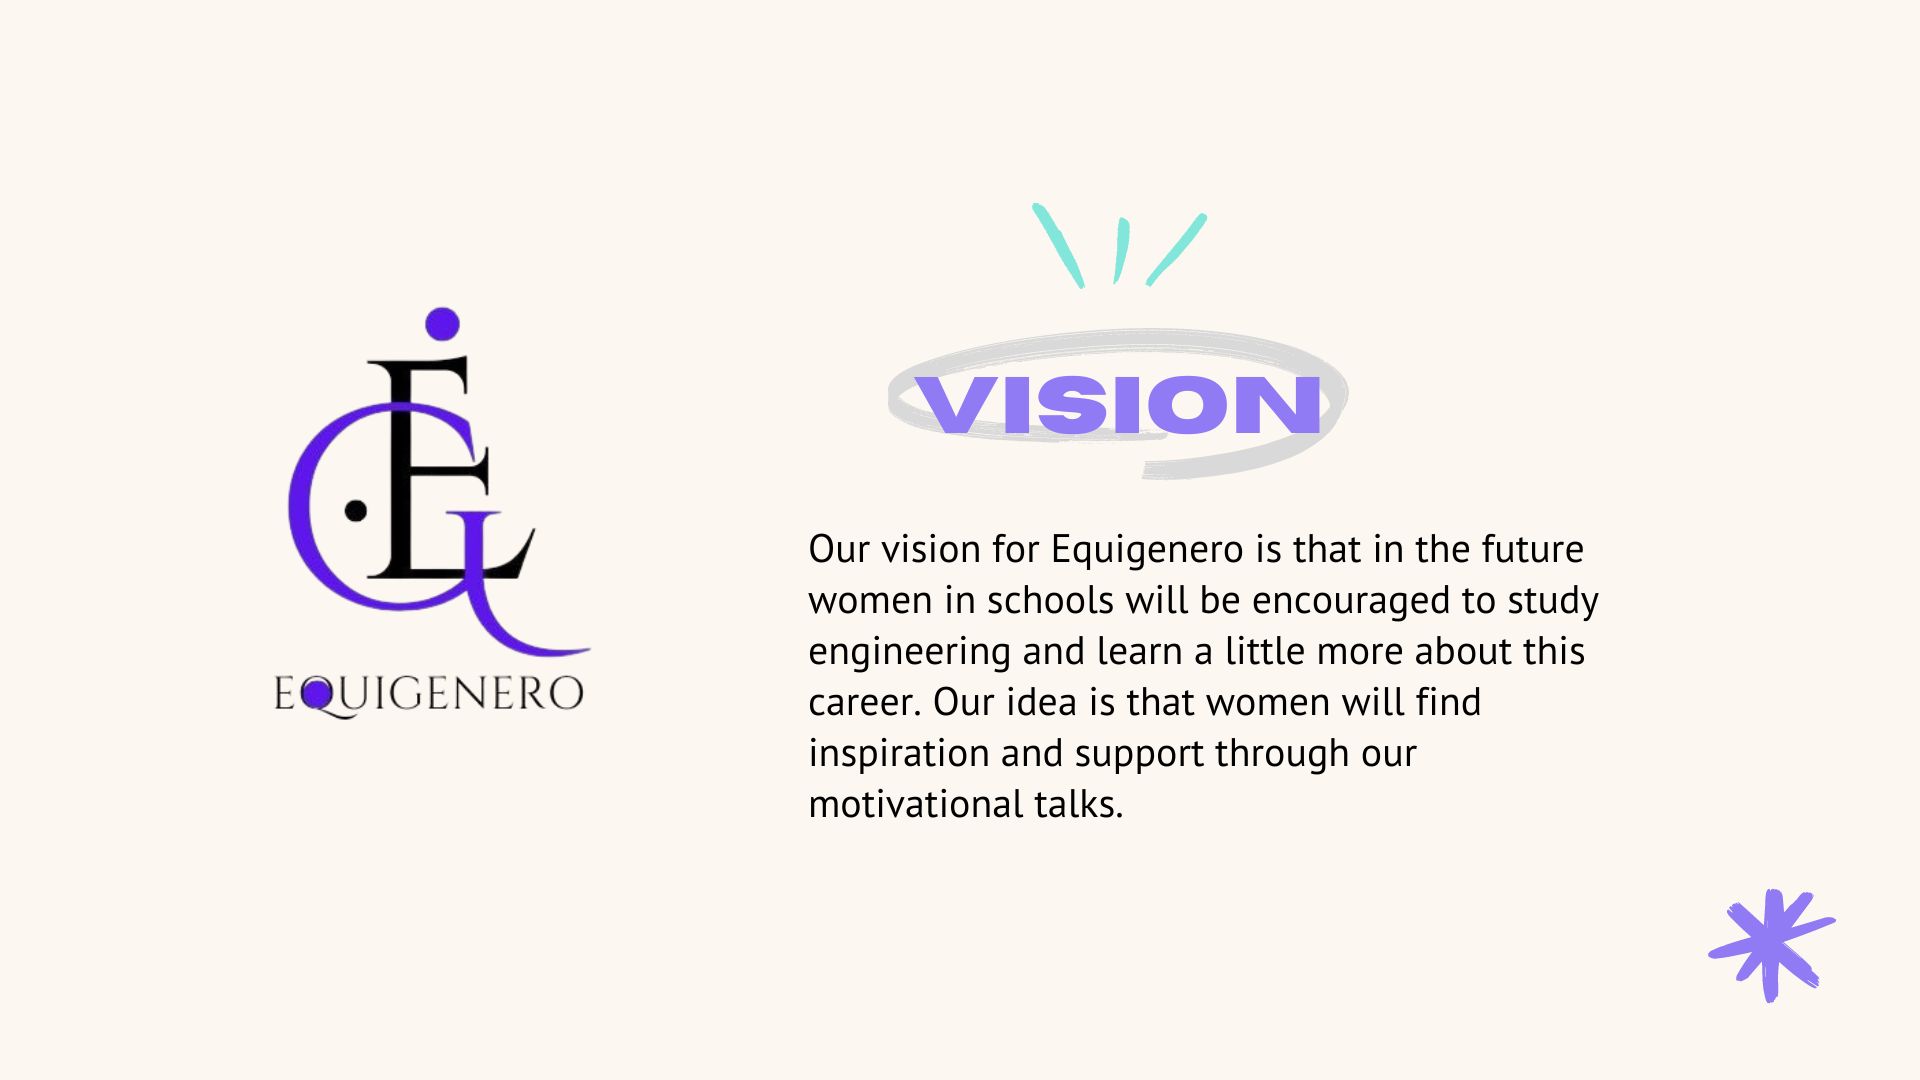 EQUIGENERO
VISION
Our vision for Equigenero is that in the future
women in schools will be encouraged to study
engineering and learn a little more about this
career. Our idea is that women will find
inspiration and support through our
motivational talks.